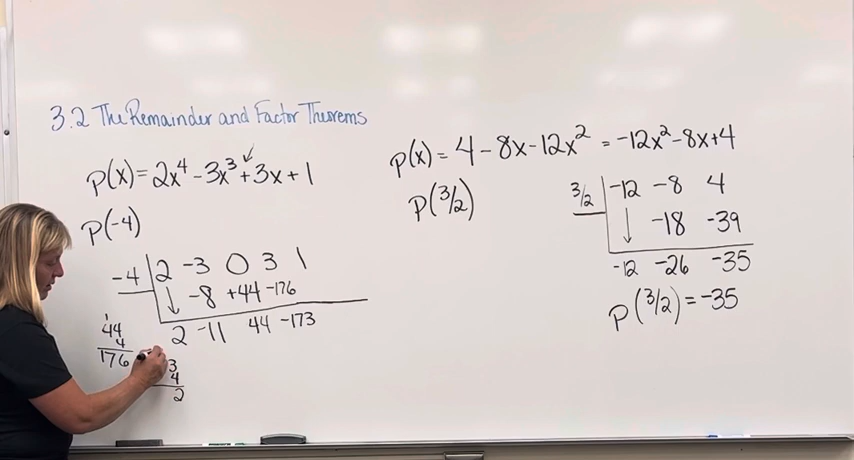 3.2 The Remainder and Factor Theorems
P(x) = 2x⁴ - 3x³ + 3x + 1
P(-4)
-4 | 2 -3 0 3 1
↓ -8 +44 -176
2 -11 44 -173
1
44
4
176
3
4
2
P(x) = 4 - 8x - 12x² = -12x² - 8x + 4
P(3/2)
3/2 | -12 -8 4
↓ -18 -39
-12 -26 -35
P(3/2) = -35